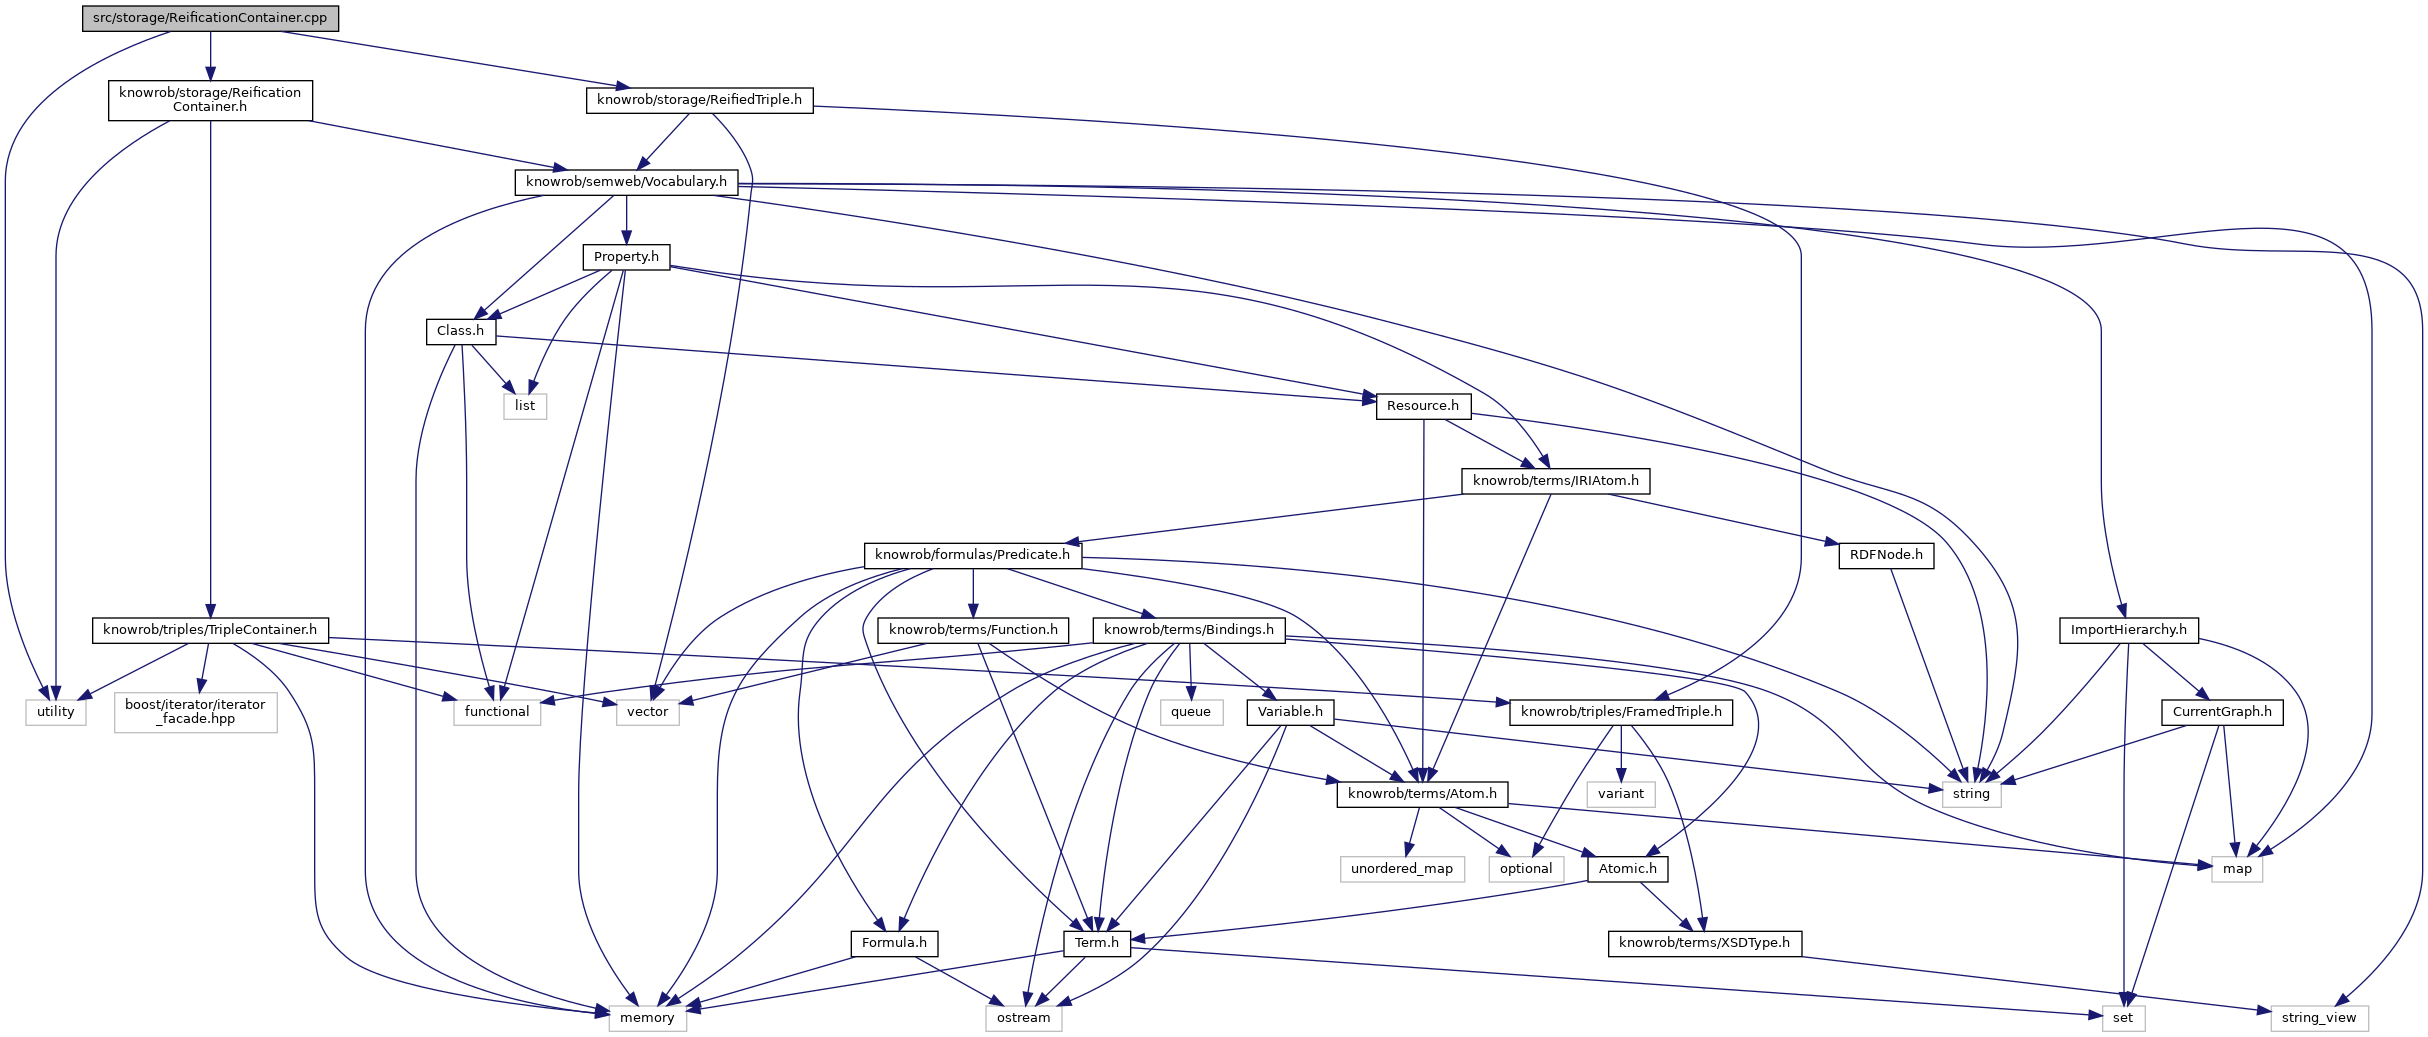 src/storage/ReificationContainer.cpp
knowrob/storage/Reification
Container.h
knowrob/storage/ReifiedTriple.h
knowrob/semweb/Vocabulary.h
Property.h
Class.h
list
Resource.h
knowrob/terms/IRIAtom.h
knowrob/formulas/Predicate.h
RDFNode.h
knowrob/triples/TripleContainer.h
knowrob/terms/Function.h
knowrob/terms/Bindings.h
ImportHierarchy.h
utility
boost/iterator/iterator
_facade.hpp
functional
vector
queue
Variable.h
knowrob/triples/FramedTriple.h
CurrentGraph.h
knowrob/terms/Atom.h
variant
string
unordered_map
optional
Atomic.h
map
Formula.h
Term.h
knowrob/terms/XSDType.h
memory
ostream
set
string_view